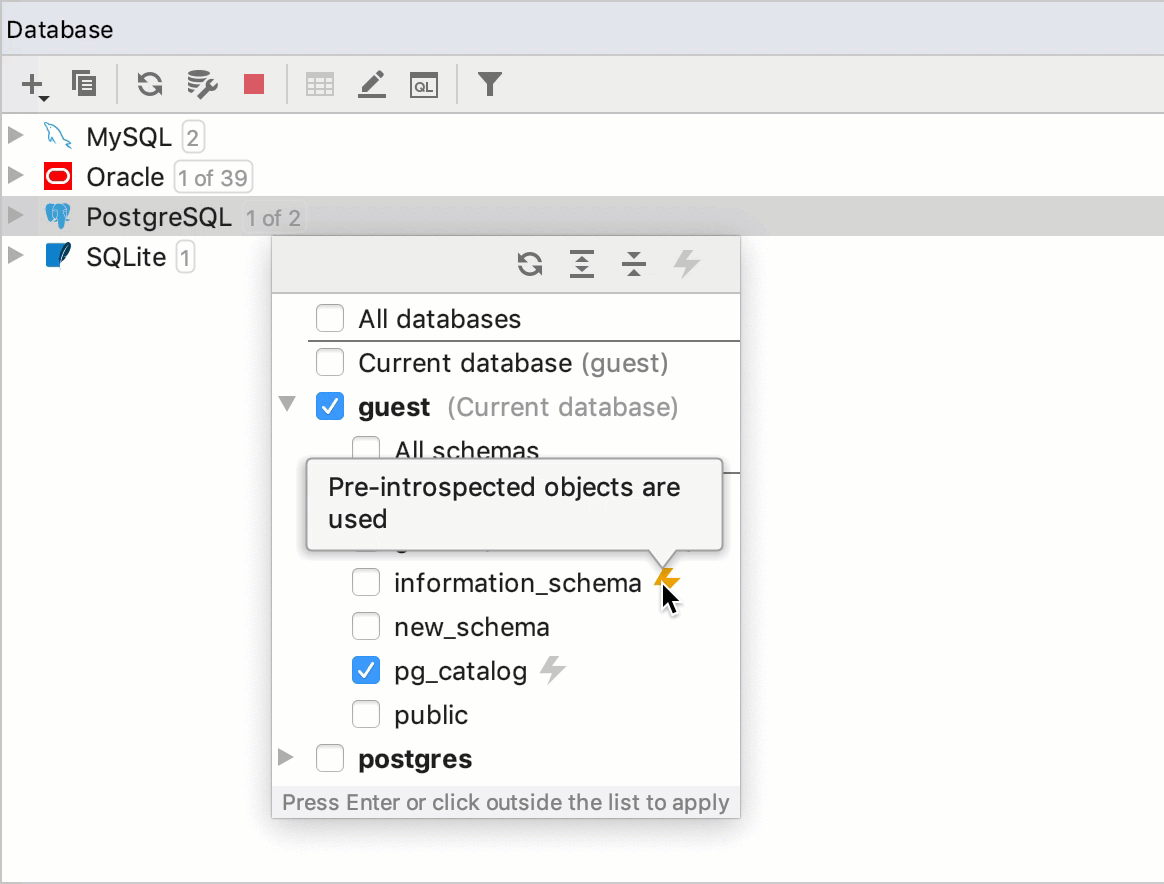 Database
QL
MySQL 2
Oracle 1 of 39
PostgreSQL 1 of 2
SQLite 1
All databases
Current database (guest)
guest (Current database)
All schemas
Pre-introspected objects are
used
information_schema
new_schema
pg_catalog
public
postgres
Press Enter or click outside the list to apply